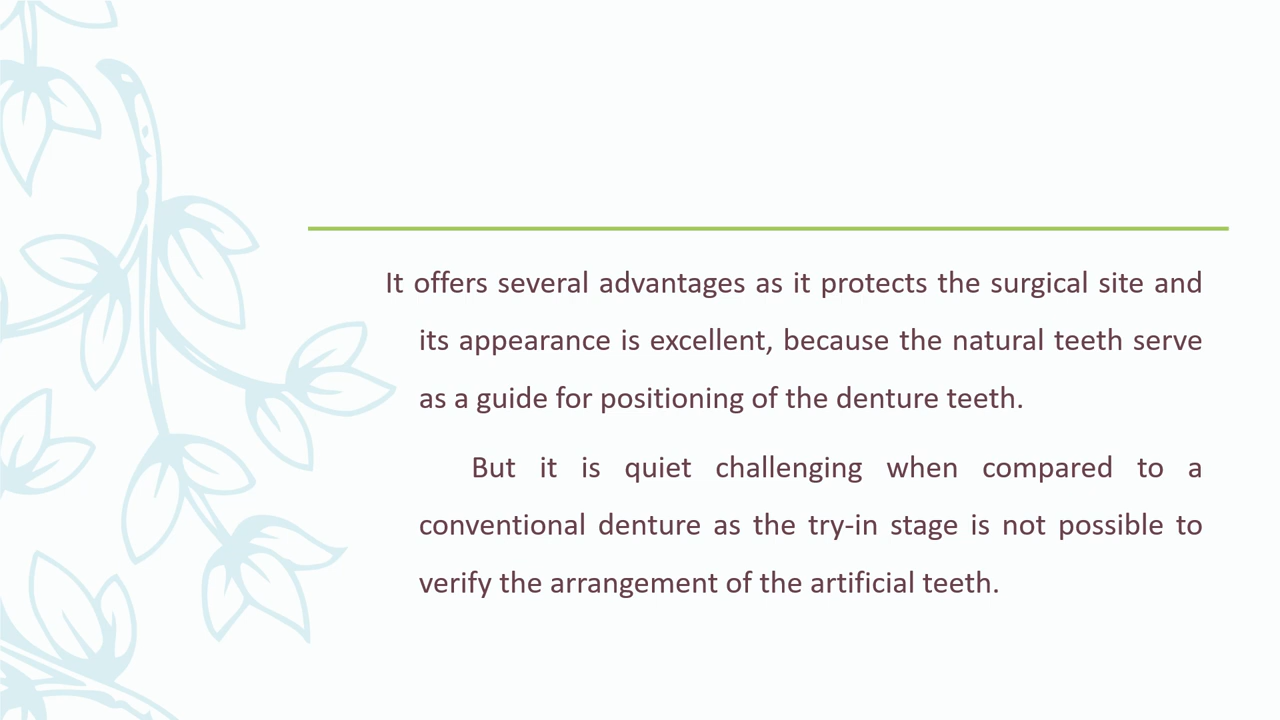 It offers several advantages as it protects the surgical site and
its appearance is excellent, because the natural teeth serve
as a guide for positioning of the denture teeth.
But it is quiet challenging when compared to a
conventional denture as the try-in stage is not possible to
verify the arrangement of the artificial teeth.